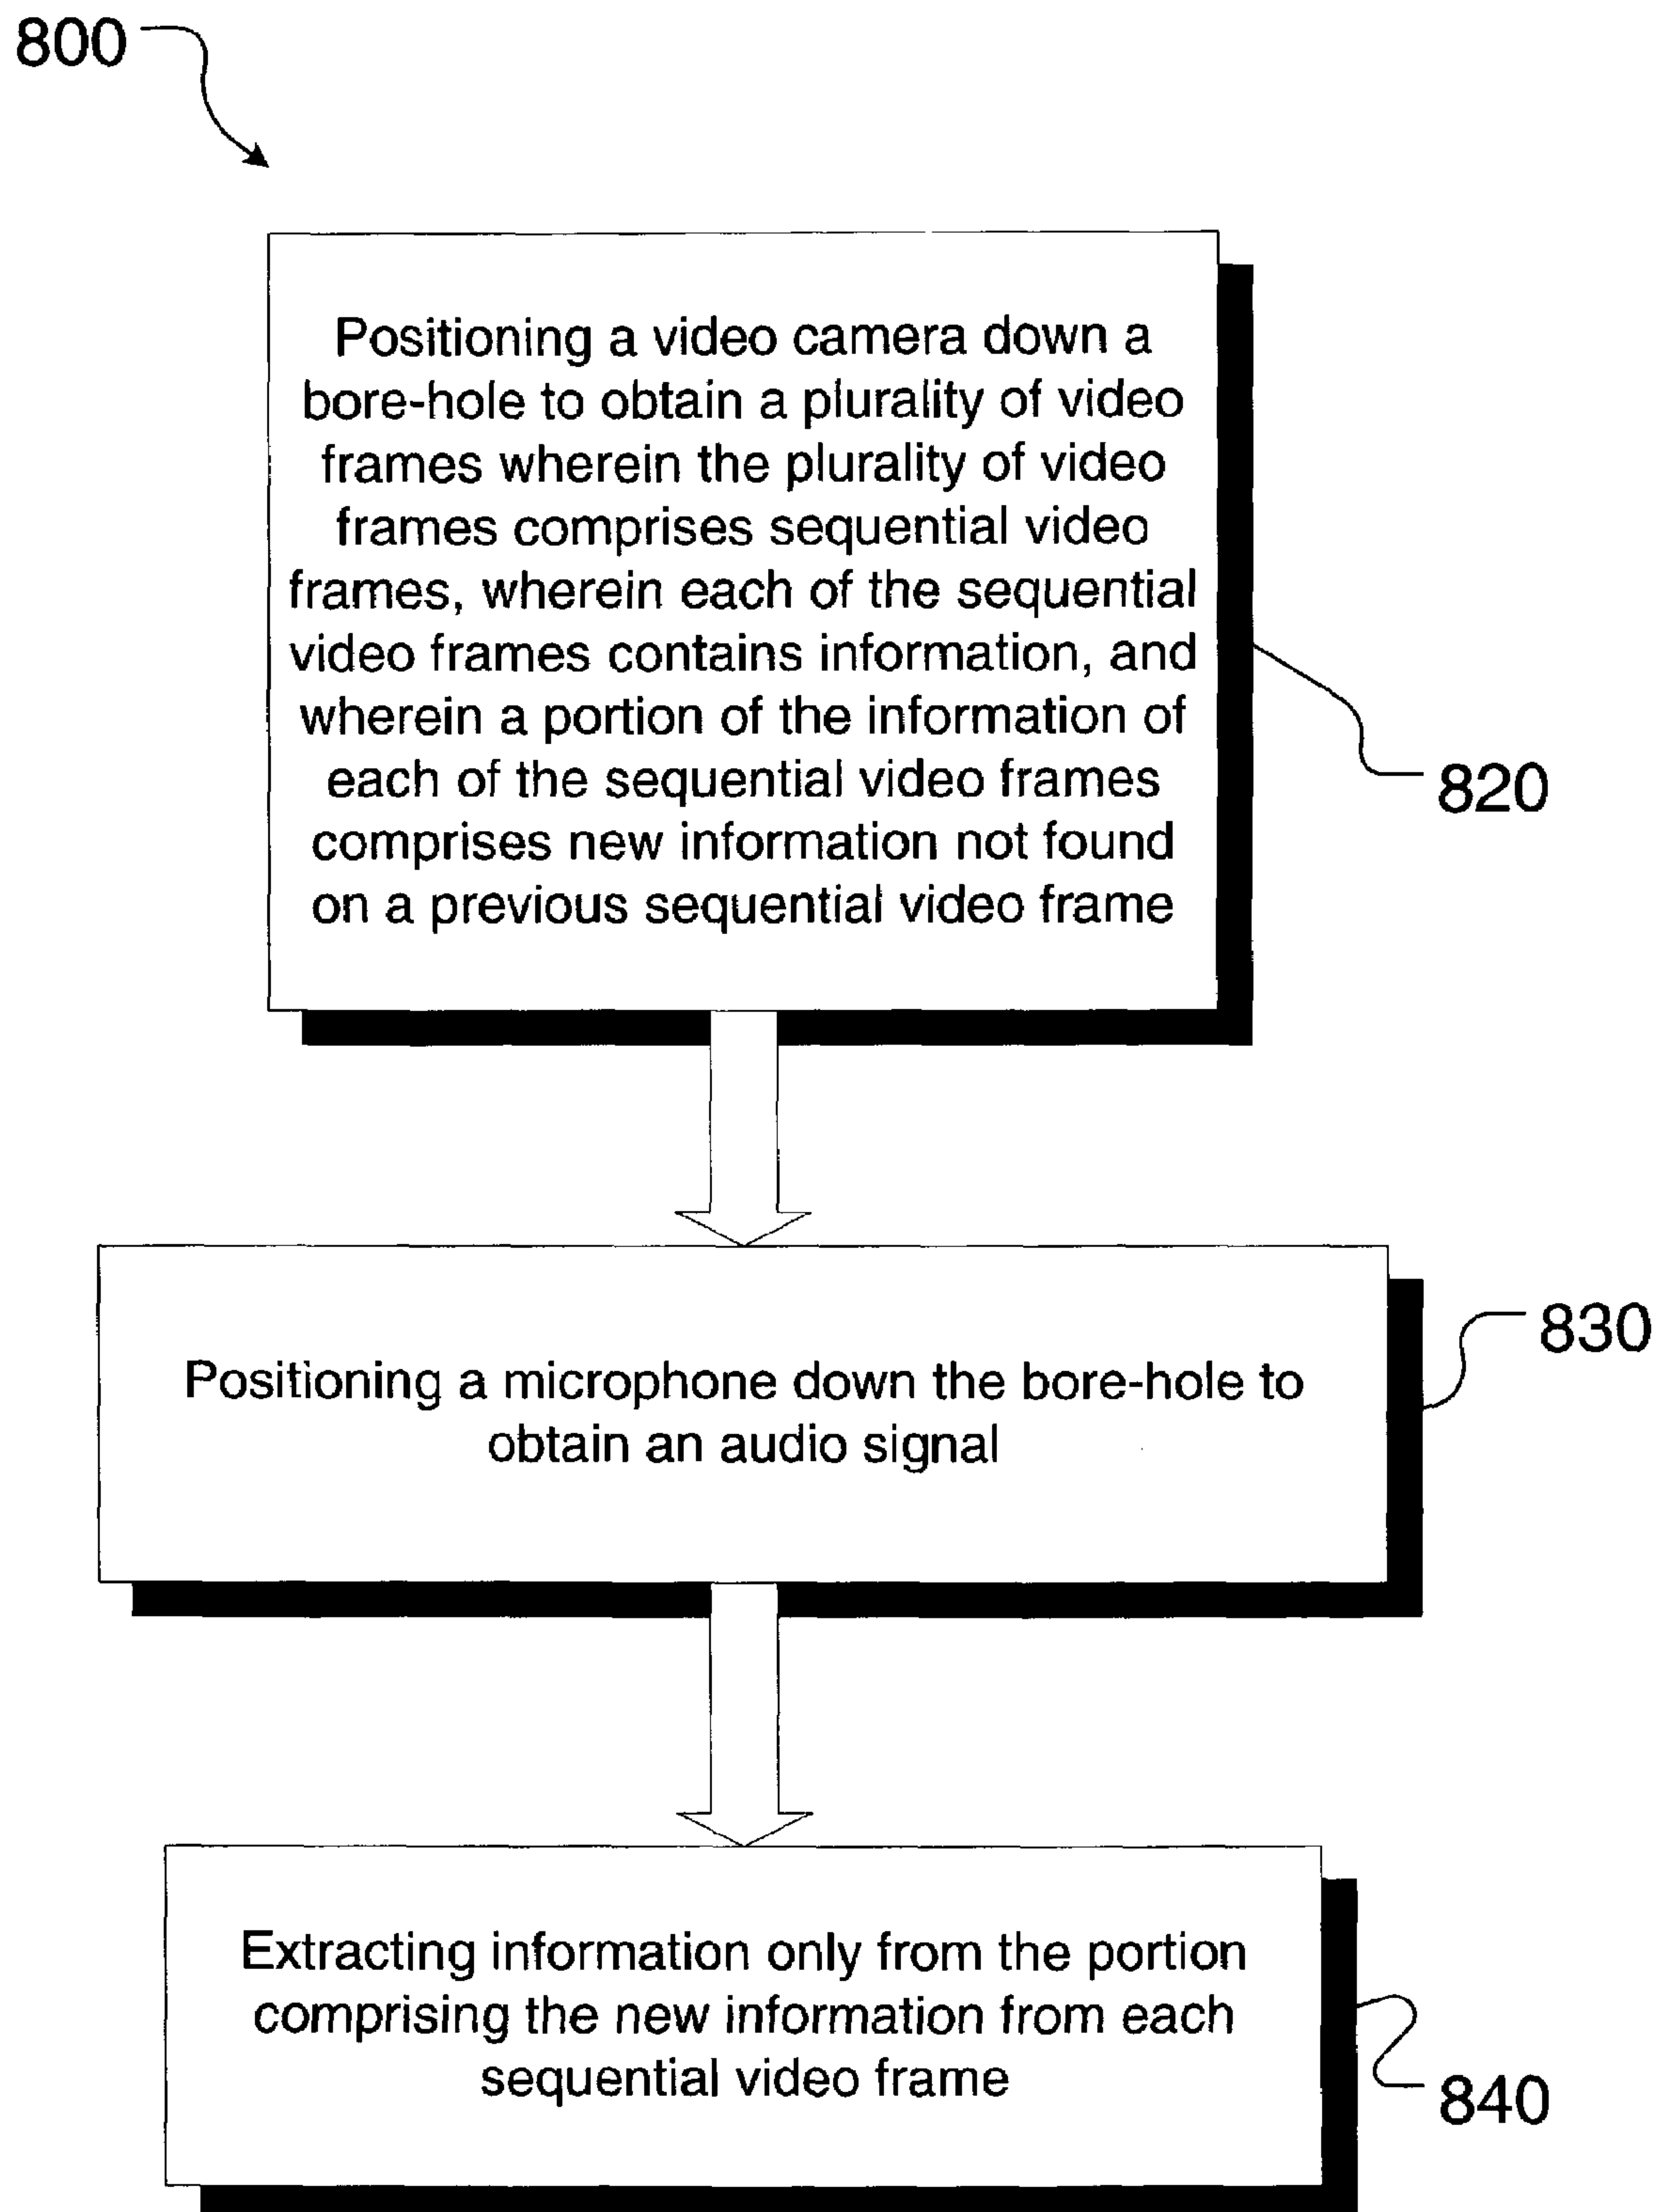 800
Positioning a video camera down a
bore-hole to obtain a plurality of video
frames wherein the plurality of video
frames comprises sequential video
frames, wherein each of the sequential
video frames contains information, and
wherein a portion of the information of
each of the sequential video frames
comprises new information not found
on a previous sequential video frame
820
Positioning a microphone down the bore-hole to
obtain an audio signal
830
Extracting information only from the portion
comprising the new information from each
sequential video frame
840